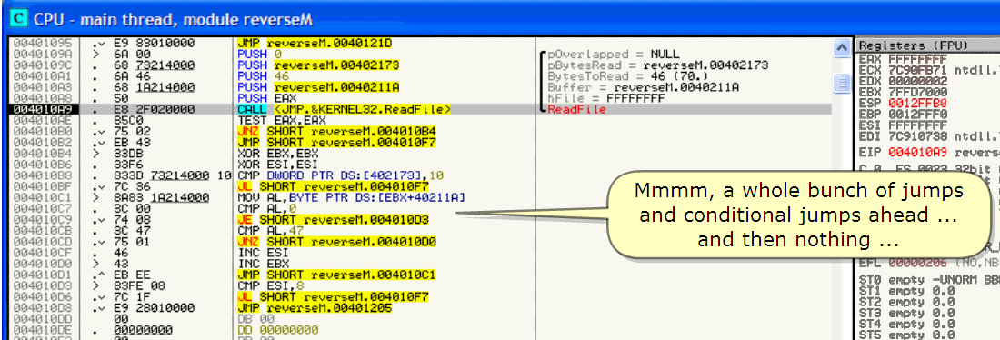 C CPU - main thread, module reverseM
00401095 .v E9 83010000 JMP reverseM.0040121D
0040109A > 6A 00 PUSH 0 pOverlapped = NULL
0040109C . 68 73214000 PUSH reverseM.00402173 pBytesRead = reverseM.00402173
004010A1 . 6A 46 PUSH 46 BytesToRead = 46 (70.)
004010A3 . 68 1A214000 PUSH reverseM.0040211A Buffer = reverseM.0040211A
004010A8 . 50 PUSH EAX hFile = FFFFFFFF
004010A9 . E8 2F020000 CALL <JMP.&KERNEL32.ReadFile> ReadFile
004010AE . 85C0 TEST EAX,EAX
004010B0 .v 75 02 JNZ SHORT reverseM.004010B4
004010B2 .v EB 43 JMP SHORT reverseM.004010F7
004010B4 > 33DB XOR EBX,EBX
004010B6 . 33F6 XOR ESI,ESI
004010B8 . 833D 73214000 10 CMP DWORD PTR DS:[402173],10
004010BF .v 7C 36 JL SHORT reverseM.004010F7
004010C1 > 8A83 1A214000 MOV AL,BYTE PTR DS:[EBX+40211A]
004010C7 . 3C 00 CMP AL,0
004010C9 .v 74 08 JE SHORT reverseM.004010D3
004010CB . 3C 47 CMP AL,47
004010CD .v 75 01 JNZ SHORT reverseM.004010D0
004010CF . 46 INC ESI
004010D0 > 43 INC EBX
004010D1 .^ EB EE JMP SHORT reverseM.004010C1
004010D3 > 83FE 08 CMP ESI,8
004010D6 .v 7C 1F JL SHORT reverseM.004010F7
004010D8 .v E9 28010000 JMP reverseM.00401205
004010DD 00 DB 00
004010DE . 00000000 DD 00000000
Registers (FPU)
EAX FFFFFFFF
ECX 7C90FB71 ntdll.
EDX 00000002
EBX 7FFD7000
ESP 0012FFB0
EBP 0012FFF0
ESI FFFFFFFF
EDI 7C910738 ntdll.
EIP 004010A9 revers
C 0 ES 0023 32bit
Mmmm, a whole bunch of jumps
and conditional jumps ahead ...
and then nothing ...
EFL 00000206 (NO,NB
ST0 empty -UNORM BB
ST1 empty 0.0
ST2 empty 0.0
ST3 empty 0.0
ST4 empty 0.0
ST5 empty 0.0